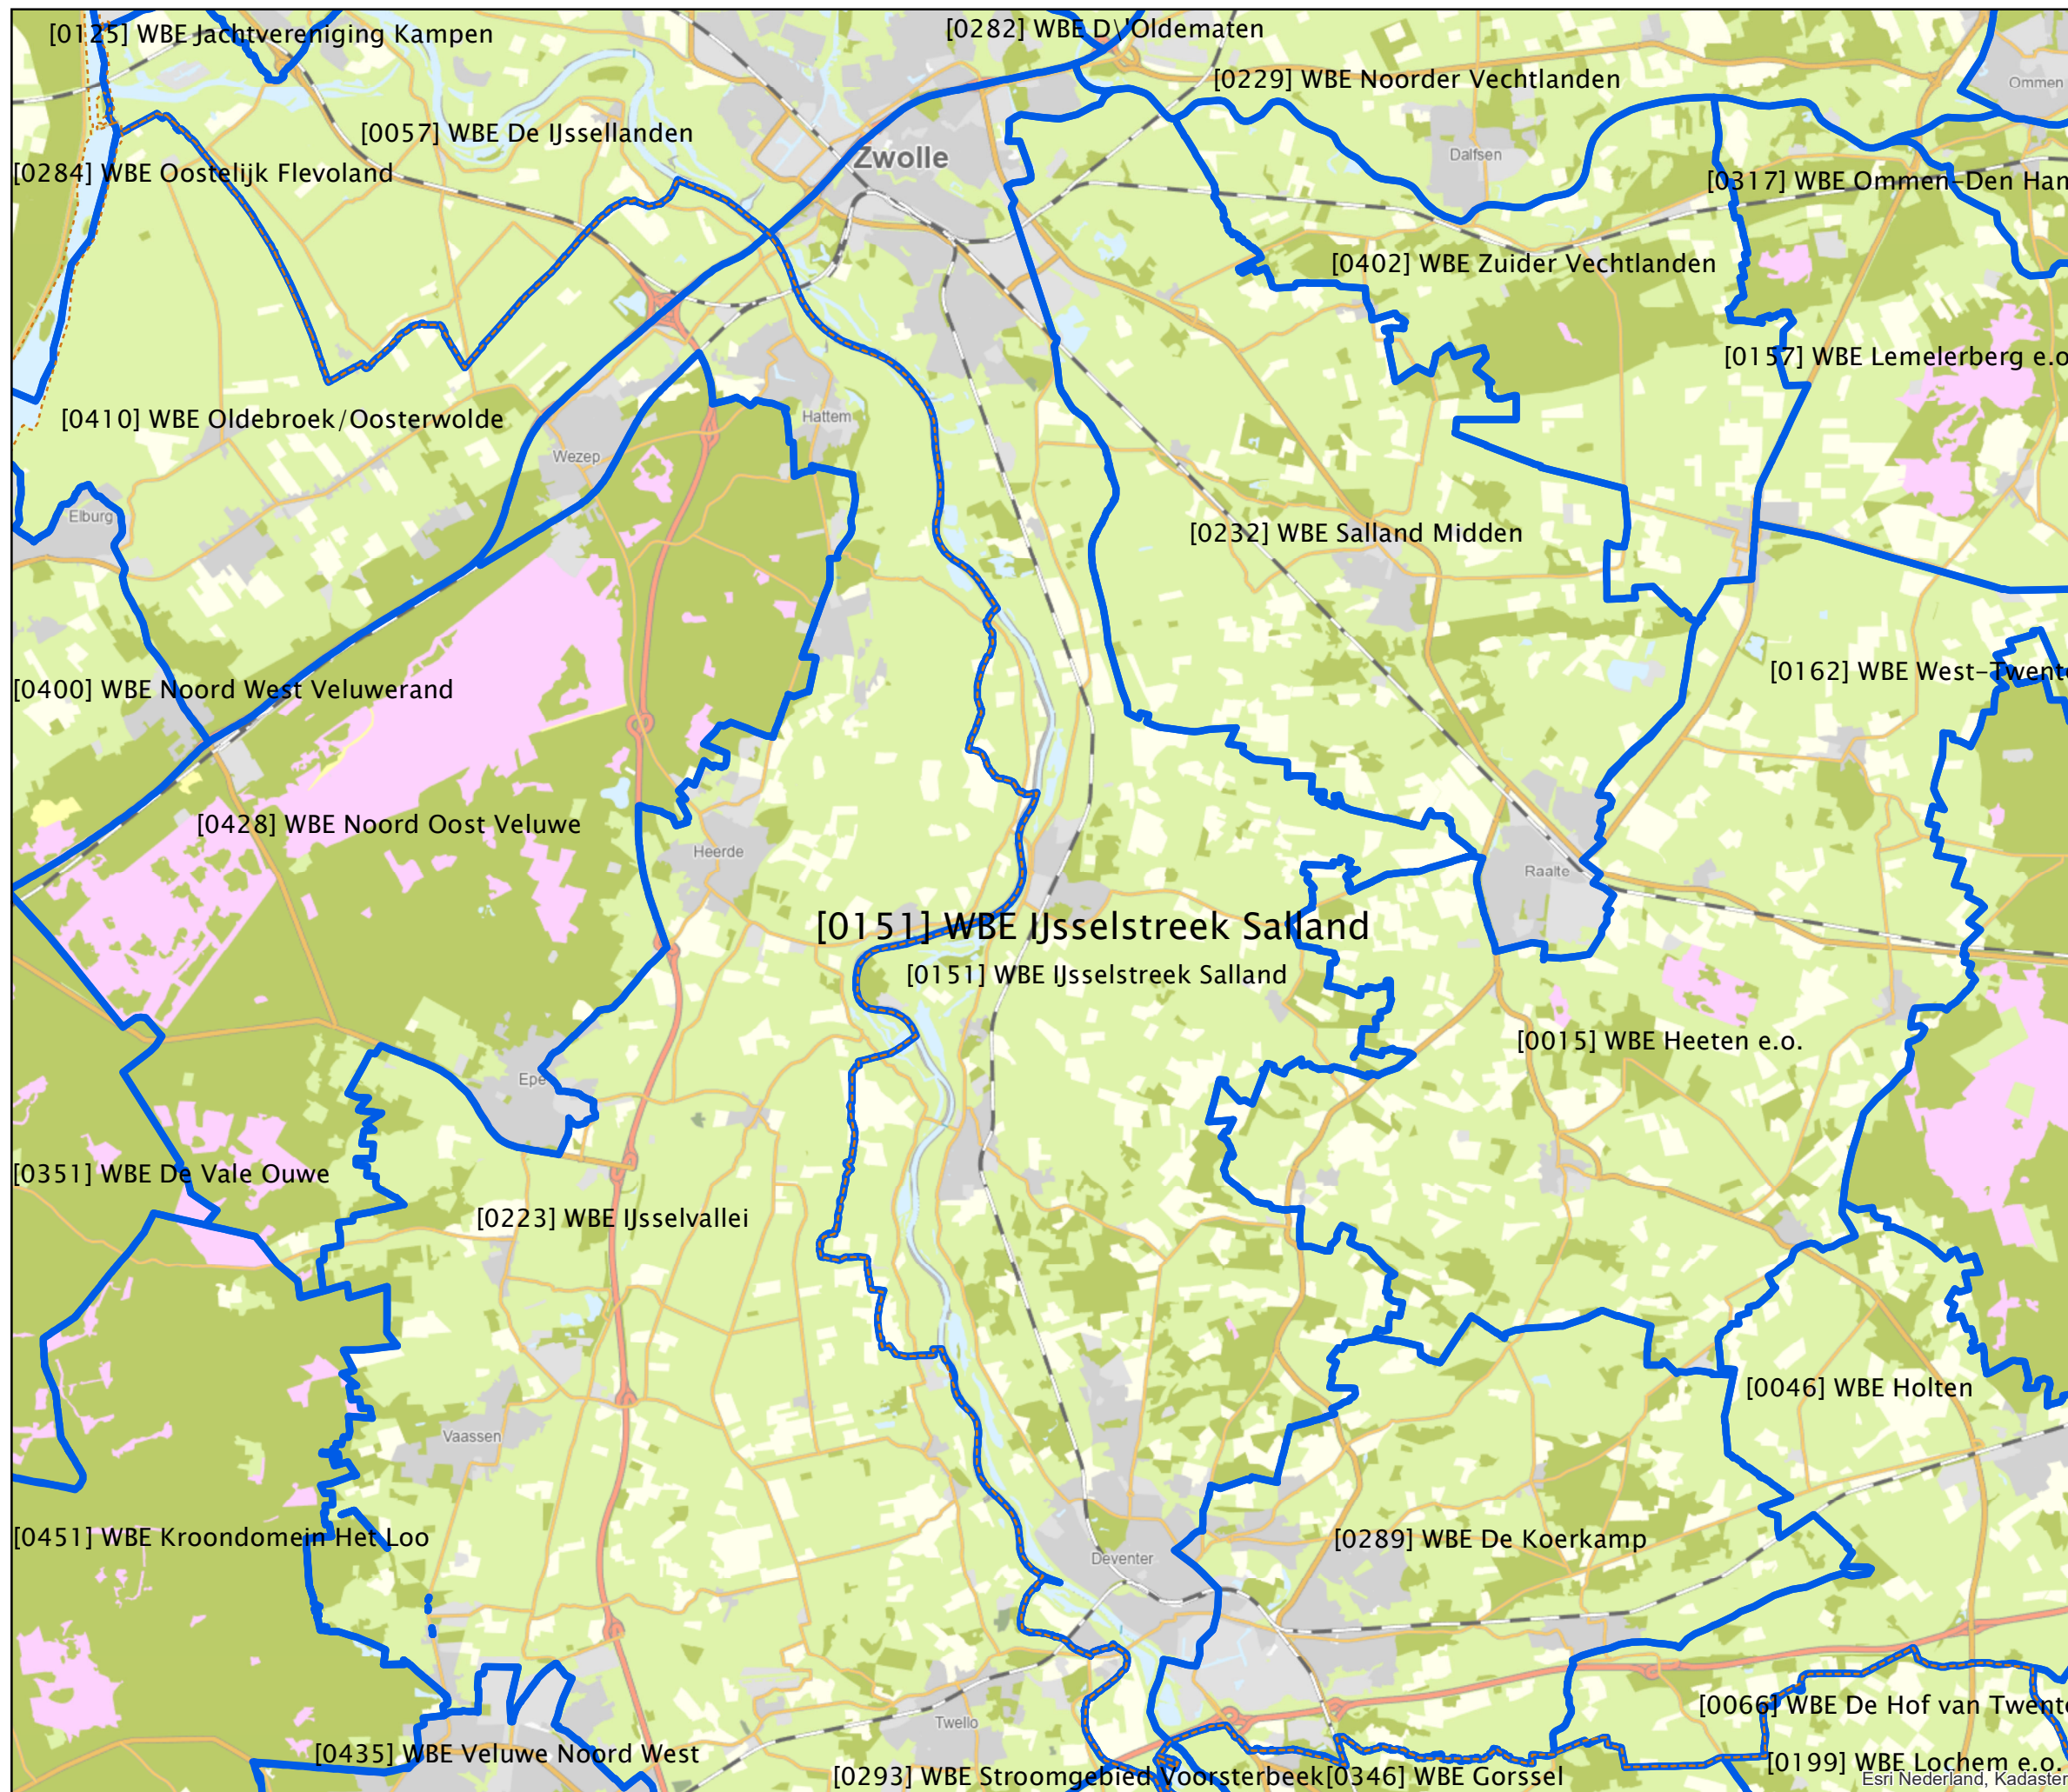 [0125] WBE Jachtvereniging Kampen
[0282] WBE D\'Oldematen
[0229] WBE Noorder Vechtlanden
Ommen
[0057] WBE De IJssellanden
Zwolle
Dalfsen
[0284] WBE Oostelijk Flevoland
[0317] WBE Ommen-Den Ham
[0402] WBE Zuider Vechtlanden
[0157] WBE Lemelerberg e.o
[0410] WBE Oldebroek/Oosterwolde
Hattem
Wezep
Elburg
[0232] WBE Salland Midden
[0162] WBE West-Twente
[0400] WBE Noord West Veluwerand
[0428] WBE Noord Oost Veluwe
Heerde
Raalte
[0151] WBE IJsselstreek Salland
[0151] WBE IJsselstreek Salland
[0015] WBE Heeten e.o.
Epe
[0351] WBE De Vale Ouwe
[0223] WBE IJsselvallei
[0046] WBE Holten
Vaassen
[0451] WBE Kroondomein Het Loo
[0289] WBE De Koerkamp
Deventer
[0066] WBE De Hof van Twente
Twello
[0435] WBE Veluwe Noord West
[0199] WBE Lochem e.o.
[0293] WBE Stroomgebied Voorsterbeek
[0346] WBE Gorssel
Esri Nederland, Kadaster